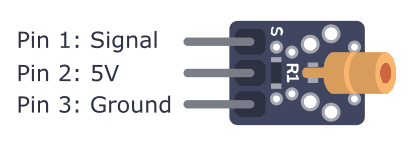 Pin 1: Signal
S
Pin 2: 5V
R1
Pin 3: Ground